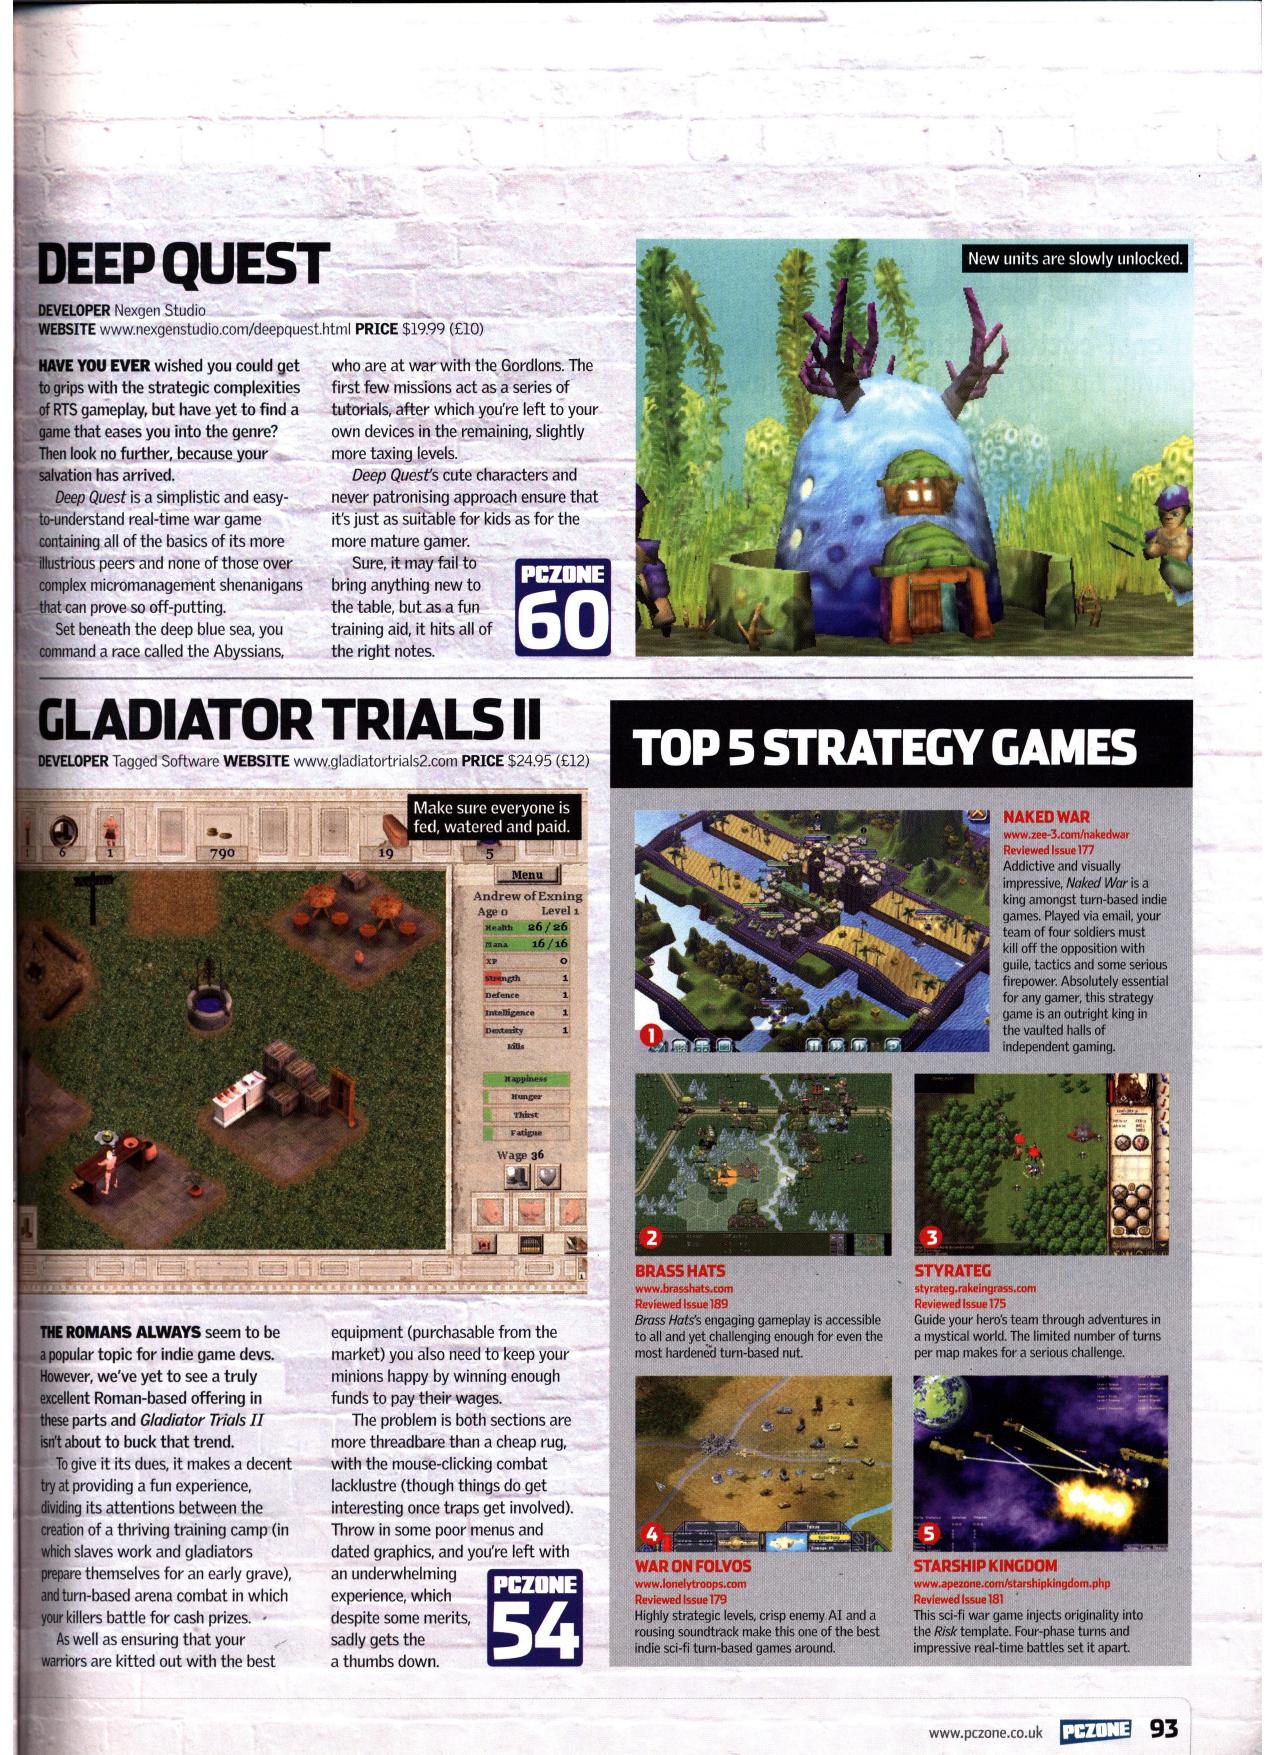 DEEP QUEST
DEVELOPER Nexgen Studio
WEBSITE www.nexgenstudio.com/deepquest.html PRICE $19.99 (£10)
HAVE YOU EVER wished you could get
to grips with the strategic complexities
of RTS gameplay, but have yet to find a
game that eases you into the genre?
Then look no further, because your
salvation has arrived.
Deep Quest is a simplistic and easy-
to-understand real-time war game
containing all of the basics of its more
illustrious peers and none of those over
complex micromanagement shenanigans
that can prove so off-putting.
Set beneath the deep blue sea, you
command a race called the Abyssians,
who are at war with the Gordlons. The
first few missions act as a series of
tutorials, after which you're left to your
own devices in the remaining, slightly
more taxing levels.
Deep Quest's cute characters and
never patronising approach ensure that
it's just as suitable for kids as for the
more mature gamer.
Sure, it may fail to
bring anything new to
the table, but as a fun
training aid, it hits all of
the right notes.
PCZONE
60
New units are slowly unlocked.
GLADIATOR TRIALS II
DEVELOPER Tagged Software WEBSITE www.gladiatortrials2.com PRICE $24.95 (£12)
Make sure everyone is
fed, watered and paid.
6 1 790 19 5
Menu
Andrew of Exning
Age 0 Level 1
Health 26/26
Mana 16/16
XP 0
Strength 1
Defence 1
Intelligence 1
Dexterity 1
Kills
Happiness
Hunger
Thirst
Fatigue
Wage 36
THE ROMANS ALWAYS seem to be
a popular topic for indie game devs.
However, we've yet to see a truly
excellent Roman-based offering in
these parts and Gladiator Trials II
isn't about to buck that trend.
To give it its dues, it makes a decent
try at providing a fun experience,
dividing its attentions between the
creation of a thriving training camp (in
which slaves work and gladiators
prepare themselves for an early grave),
and turn-based arena combat in which
your killers battle for cash prizes.
As well as ensuring that your
warriors are kitted out with the best
equipment (purchasable from the
market) you also need to keep your
minions happy by winning enough
funds to pay their wages.
The problem is both sections are
more threadbare than a cheap rug,
with the mouse-clicking combat
lacklustre (though things do get
interesting once traps get involved).
Throw in some poor menus and
dated graphics, and you're left with
an underwhelming
experience, which
despite some merits,
sadly gets the
a thumbs down.
PCZONE
54
TOP 5 STRATEGY GAMES
1
NAKED WAR
www.zee-3.com/nakedwar
Reviewed Issue 177
Addictive and visually
impressive, Naked War is a
king amongst turn-based indie
games. Played via email, your
team of four soldiers must
kill off the opposition with
guile, tactics and some serious
firepower. Absolutely essential
for any gamer, this strategy
game is an outright king in
the vaulted halls of
independent gaming.
2
BRASS HATS
www.brasshats.com
Reviewed Issue 189
Brass Hats's engaging gameplay is accessible
to all and yet challenging enough for even the
most hardened turn-based nut.
3
STYRATEG
styrateg.rakeingrass.com
Reviewed Issue 175
Guide your hero's team through adventures in
a mystical world. The limited number of turns
per map makes for a serious challenge.
4
WAR ON FOLVOS
www.lonelytroops.com
Reviewed Issue 179
Highly strategic levels, crisp enemy AI and a
rousing soundtrack make this one of the best
indie sci-fi turn-based games around.
5
STARSHIP KINGDOM
www.apezone.com/starshipkingdom.php
Reviewed Issue 181
This sci-fi war game injects originality into
the Risk template. Four-phase turns and
impressive real-time battles set it apart.
www.pczone.co.uk PCZONE 93